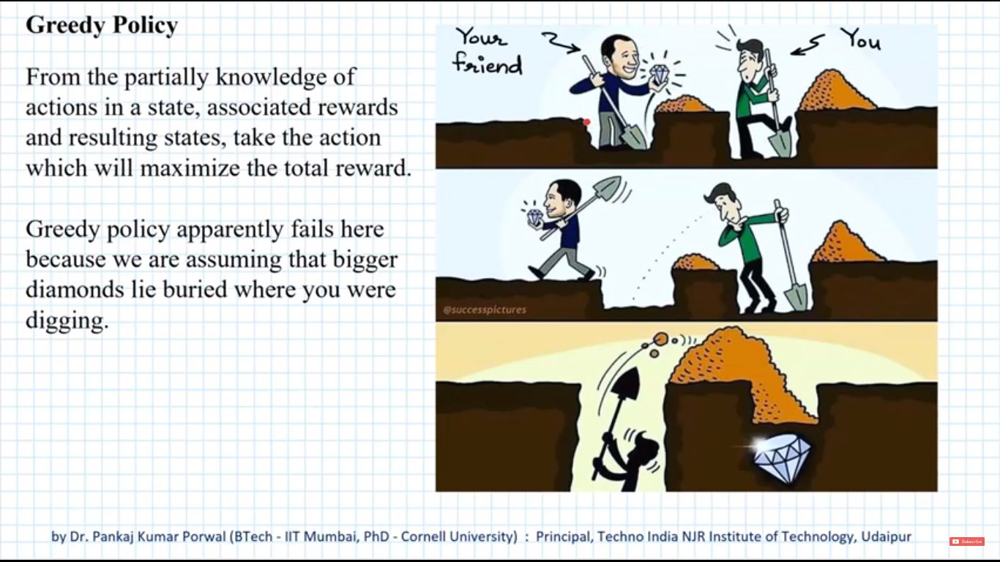 Greedy Policy
From the partially knowledge of
actions in a state, associated rewards
and resulting states, take the action
which will maximize the total reward.
Greedy policy apparently fails here
because we are assuming that bigger
diamonds lie buried where you were
digging.
Your
friend
You
@successpictures
by Dr. Pankaj Kumar Porwal (BTech - IIT Mumbai, PhD - Cornell University) : Principal, Techno India NJR Institute of Technology, Udaipur
Subscribe